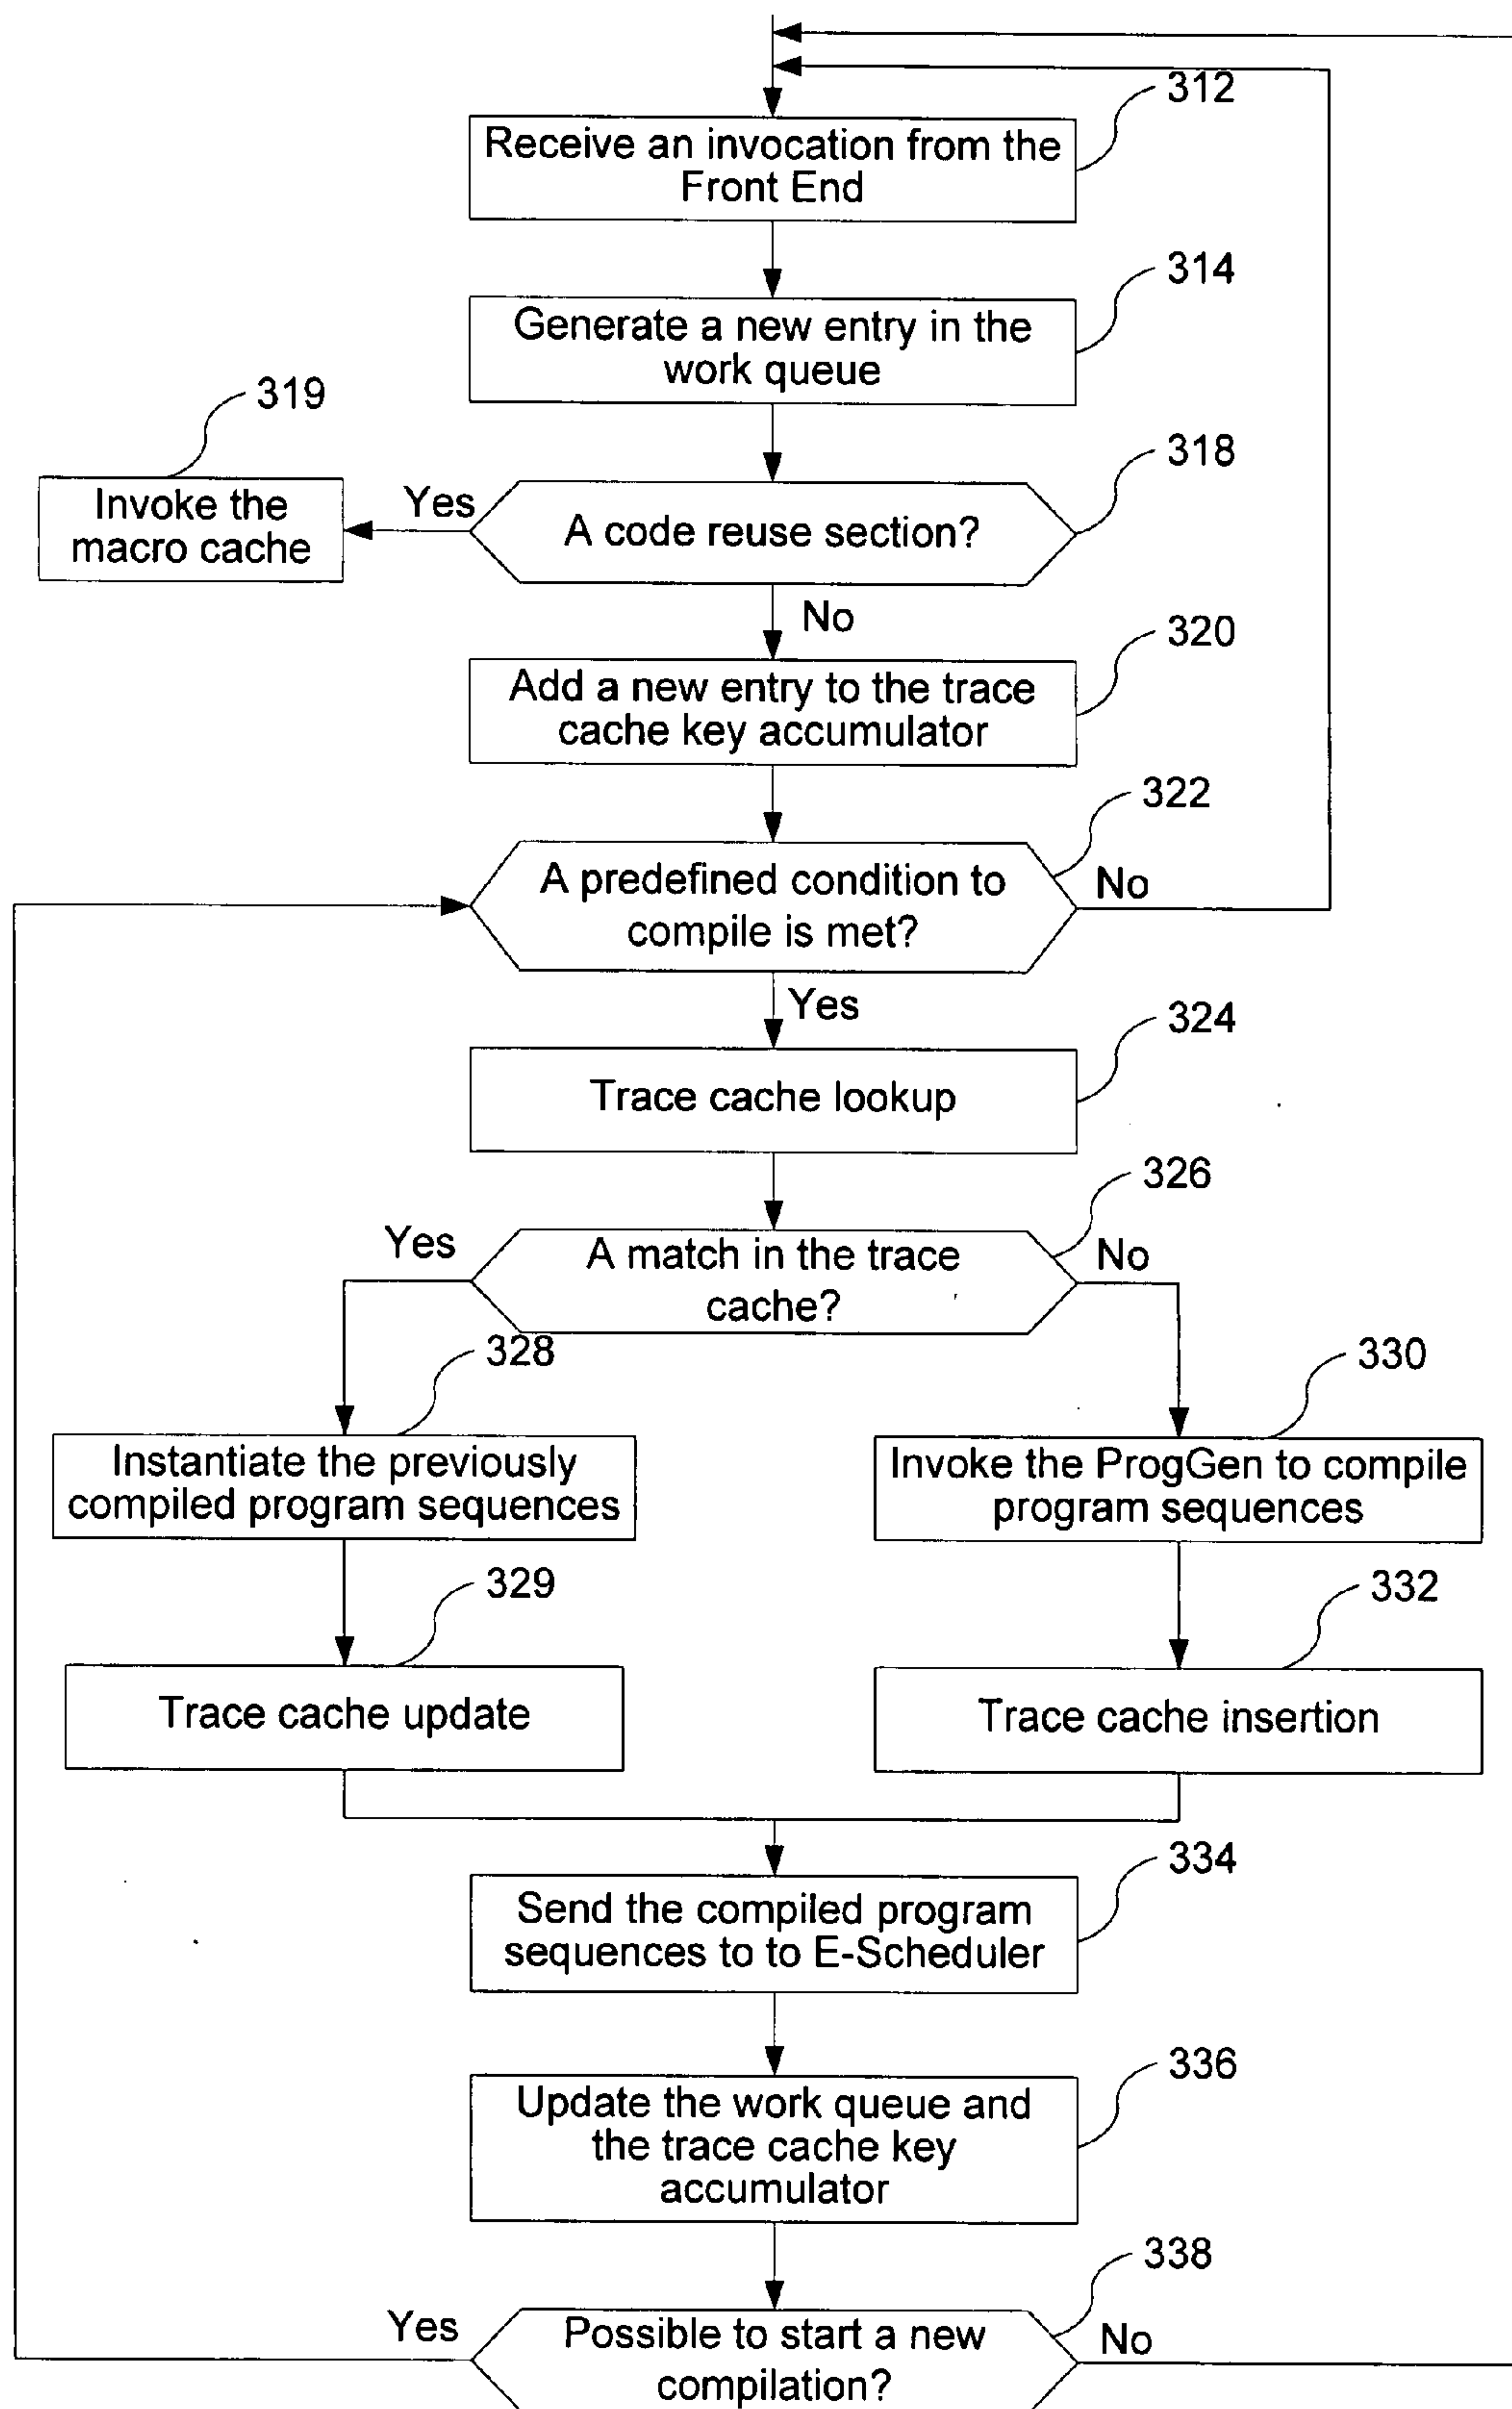 312
Receive an invocation from the
Front End
314
Generate a new entry in the
work queue
319
318
Invoke the
macro cache
Yes
A code reuse section?
No
320
Add a new entry to the trace
cache key accumulator
322
A predefined condition to
compile is met?
No
Yes
324
Trace cache lookup
326
Yes
A match in the trace
cache?
No
328
330
Instantiate the previously
compiled program sequences
Invoke the ProgGen to compile
program sequences
329
332
Trace cache update
Trace cache insertion
334
Send the compiled program
sequences to to E-Scheduler
336
Update the work queue and
the trace cache key
accumulator
338
Yes
Possible to start a new
compilation?
No